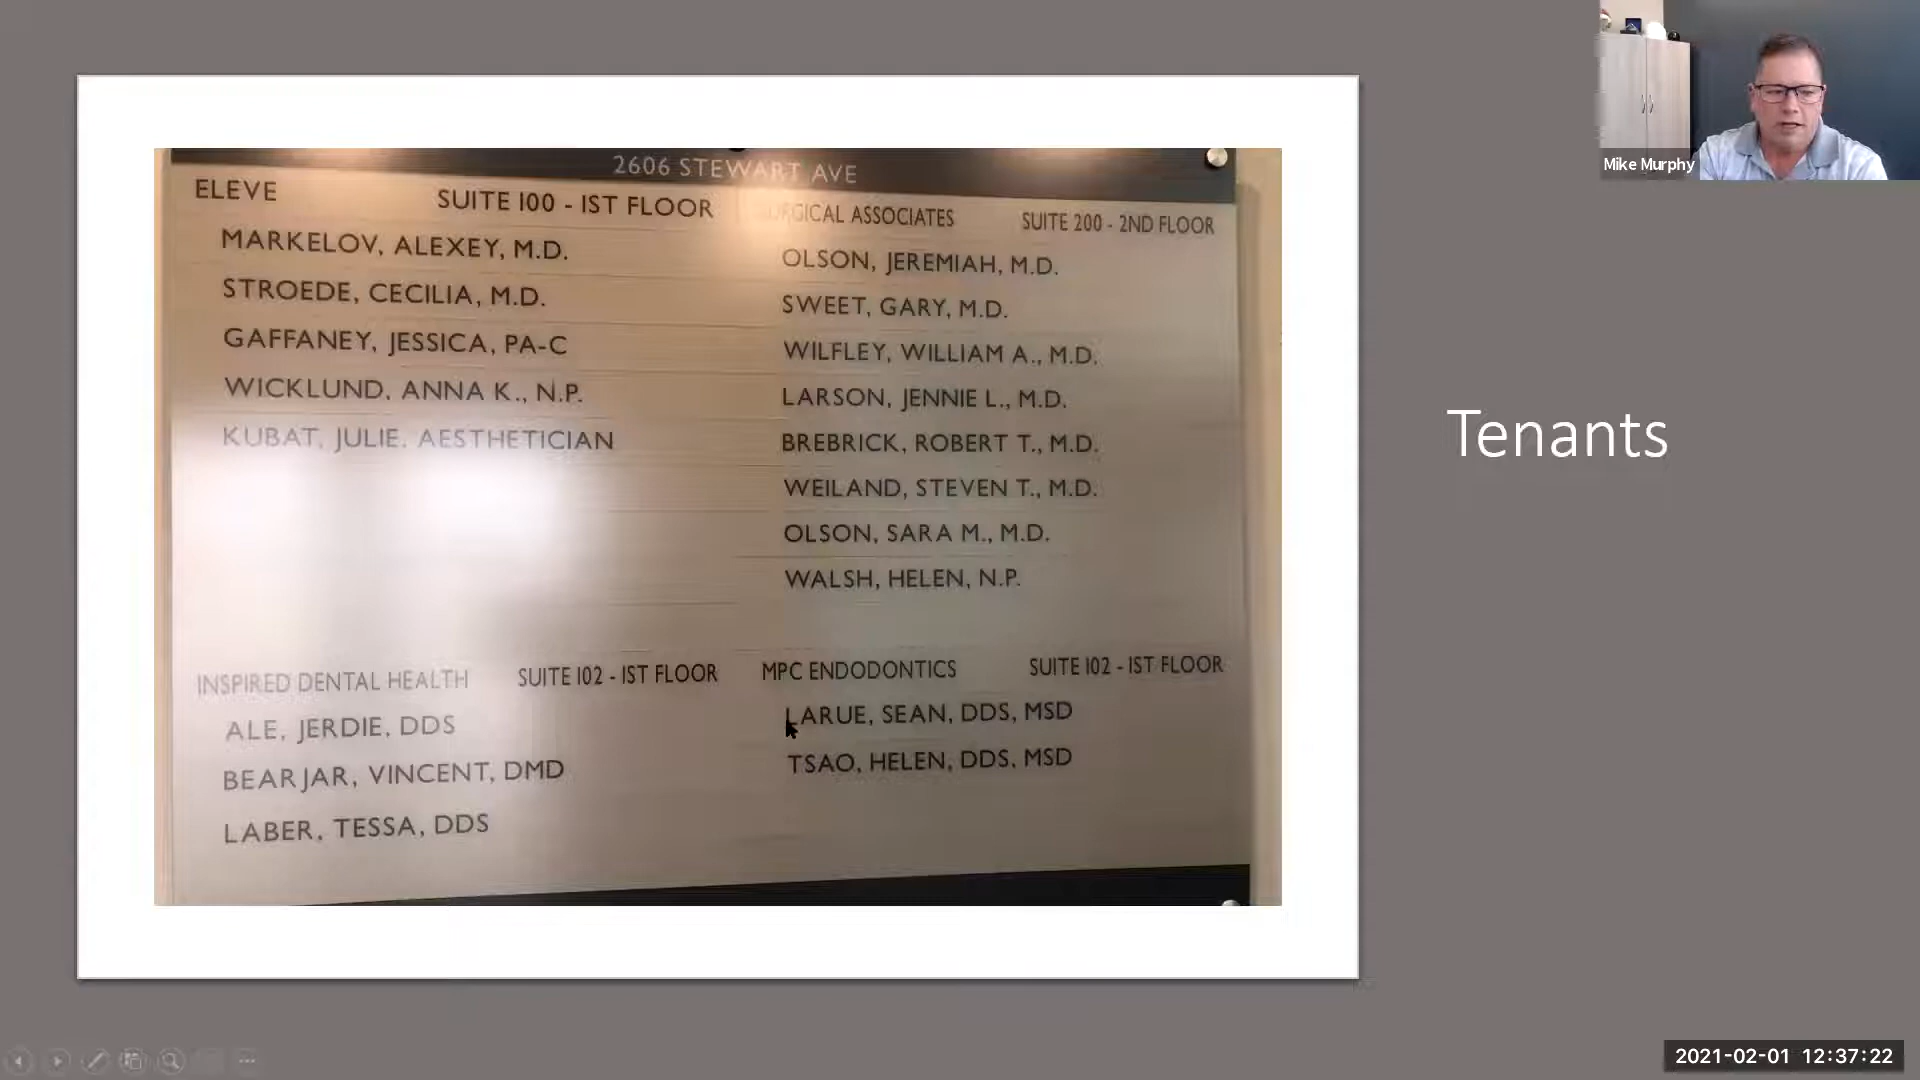 2606 STEWART AVE
ELEVE SUITE 100 - 1ST FLOOR
MARKELOV, ALEXEY, M.D.
STROEDE, CECILIA, M.D.
GAFFANEY, JESSICA, PA-C
WICKLUND, ANNA K., N.P.
KUBAT, JULIE, AESTHETICIAN
ASSOCIATES SUITE 200 - 2ND FLOOR
OLSON, JEREMIAH, M.D.
SWEET, GARY, M.D.
WILFLEY, WILLIAM A., M.D.
LARSON, JENNIE L., M.D.
BREBRICK, ROBERT T., M.D.
WEILAND, STEVEN T., M.D.
OLSON, SARA M., M.D.
WALSH, HELEN, N.P.
INSPIRED DENTAL HEALTH SUITE 102 - 1ST FLOOR
ALE, JERDIE, DDS
BEARJAR, VINCENT, DMD
LABER, TESSA, DDS
MPC ENDODONTICS SUITE 102 - 1ST FLOOR
LARUE, SEAN, DDS, MSD
TSAO, HELEN, DDS, MSD
Tenants
Mike Murphy
2021-02-01 12:37:22